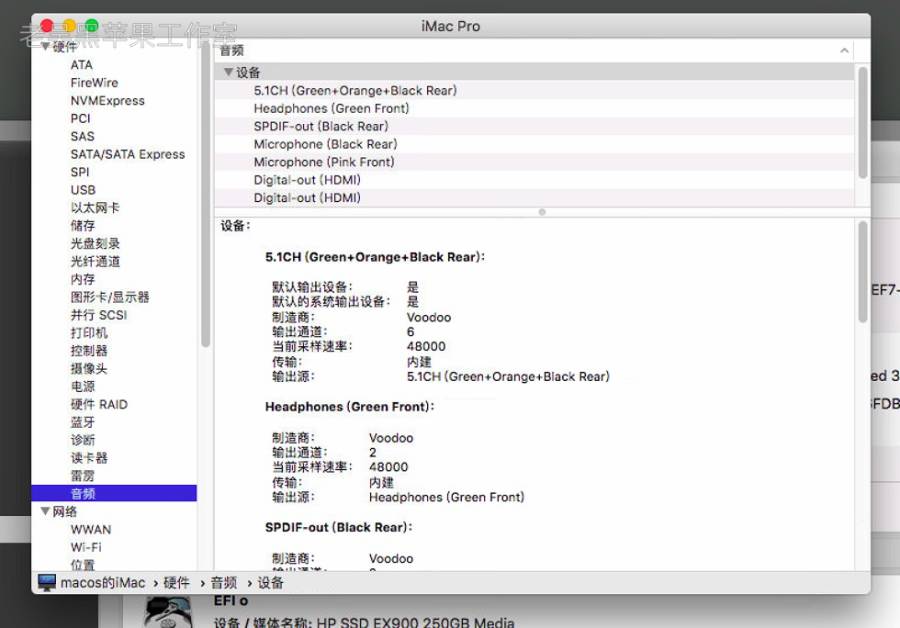 iMac Pro
老吴黑苹果工作室
硬件
ATA
FireWire
NVMExpress
PCI
SAS
SATA/SATA Express
SPI
USB
以太网卡
储存
光盘刻录
光纤通道
内存
图形卡/显示器
并行 SCSI
打印机
控制器
摄像头
电源
硬件 RAID
蓝牙
诊断
读卡器
雷雳
音频
网络
WWAN
Wi-Fi
位置
音频
设备
5.1CH (Green+Orange+Black Rear)
Headphones (Green Front)
SPDIF-out (Black Rear)
Microphone (Black Rear)
Microphone (Pink Front)
Digital-out (HDMI)
Digital-out (HDMI)
设备：
5.1CH (Green+Orange+Black Rear)：
默认输出设备： 是
默认的系统输出设备： 是
制造商： Voodoo
输出通道： 6
当前采样速率： 48000
传输： 内建
输出源： 5.1CH (Green+Orange+Black Rear)
Headphones (Green Front)：
制造商： Voodoo
输出通道： 2
当前采样速率： 48000
传输： 内建
输出源： Headphones (Green Front)
SPDIF-out (Black Rear)：
制造商： Voodoo
macos的iMac › 硬件 › 音频 › 设备
EF7-
ed 3
FDB
EFI o
设备 / 媒体名称: HP SSD EX900 250GB Media